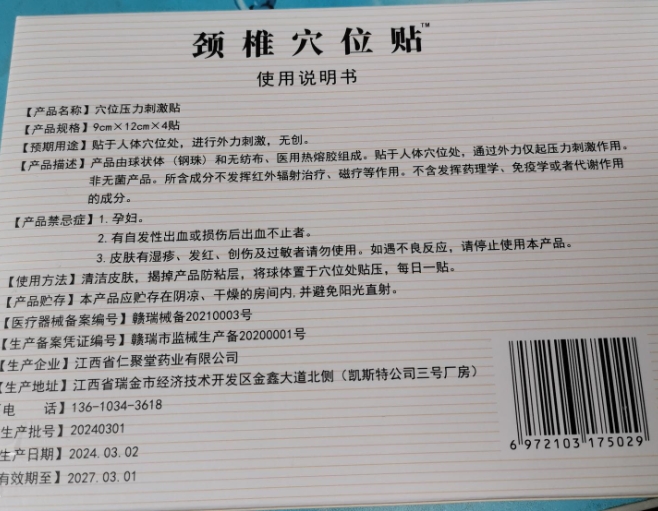 颈椎穴位贴™
使用说明书
【产品名称】穴位压力刺激贴
【产品规格】9cm×12cm×4贴
【预期用途】贴于人体穴位处，进行外力刺激，无创。
【产品描述】产品由球状体（钢珠）和无纺布、医用热熔胶组成。贴于人体穴位处，通过外力仅起压力刺激作用。
非无菌产品。所含成分不发挥红外辐射治疗、磁疗等作用。不含发挥药理学、免疫学或者代谢作用
的成分。
【产品禁忌症】1. 孕妇。
2. 有自发性出血或损伤后出血不止者。
3. 皮肤有湿疹、发红、创伤及过敏者请勿使用。如遇不良反应，请停止使用本产品。
【使用方法】清洁皮肤，揭掉产品防粘层，将球体置于穴位处贴压，每日一贴。
【产品贮存】本产品应贮存在阴凉、干燥的房间内,并避免阳光直射。
【医疗器械备案编号】赣瑞械备20210003号
【生产备案凭证编号】赣瑞市监械生产备20200001号
【生产企业】江西省仁聚堂药业有限公司
【生产地址】江西省瑞金市经济技术开发区金鑫大道北侧（凯斯特公司三号厂房）
电 话】136-1034-3618
生产批号】20240301
生产日期】2024.03.02
有效期至】2027.03.01
6 972103 175029